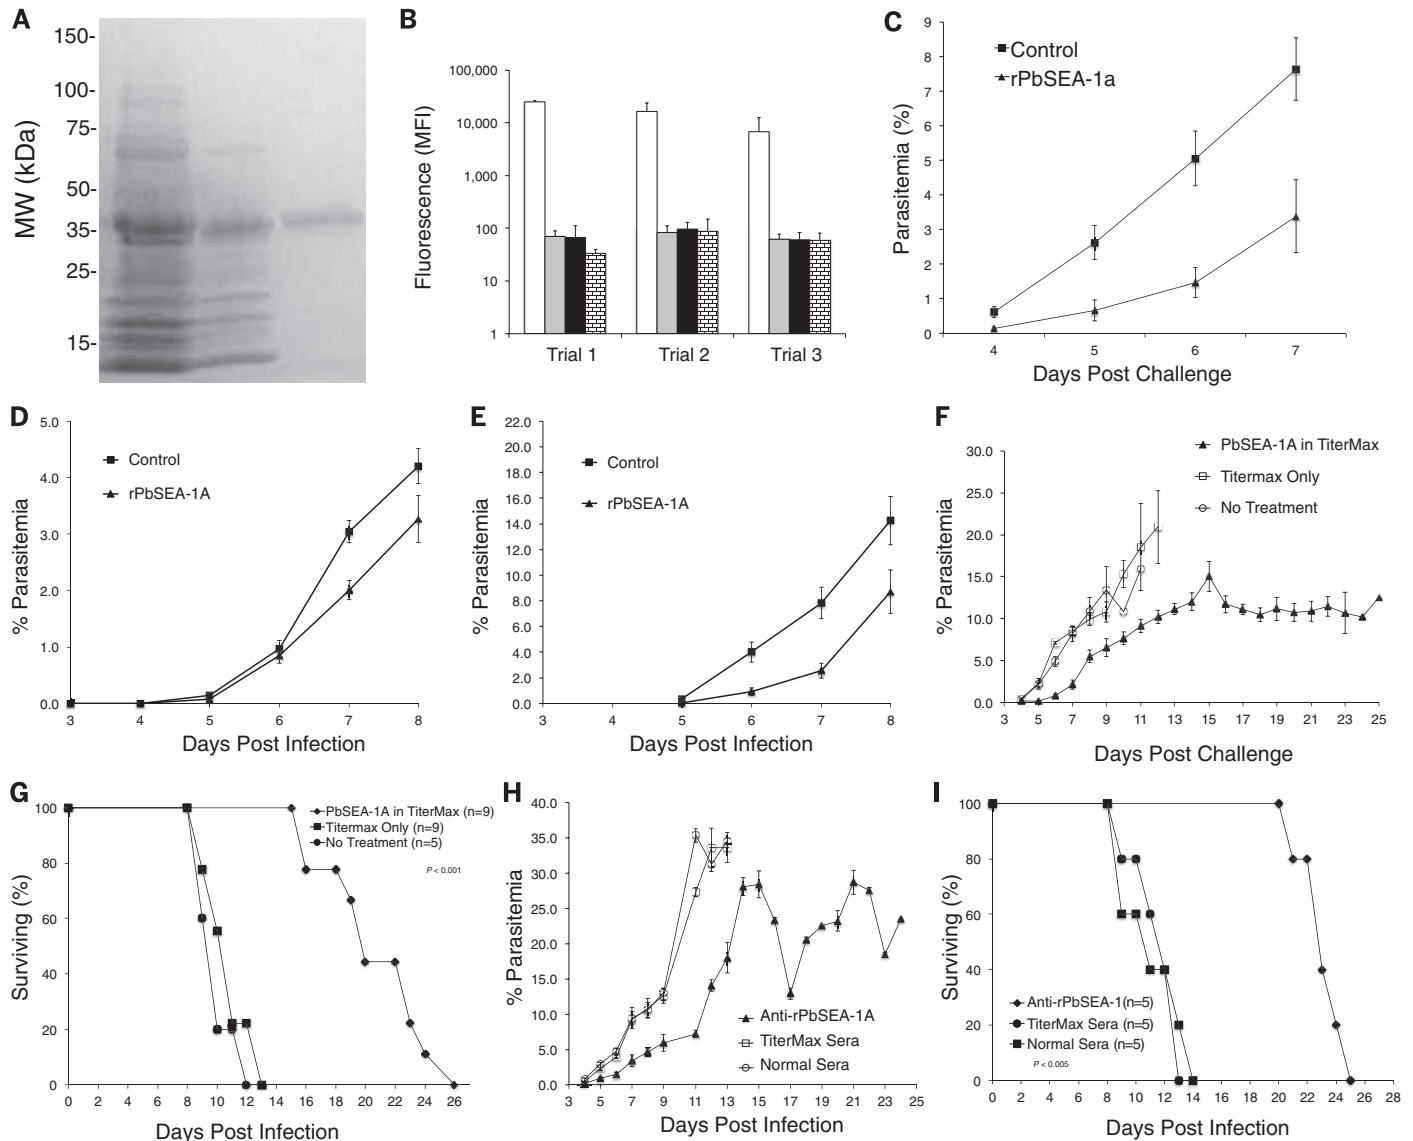 A
MW (kDa)
150-
100-
75-
50-
35-
25-
15-
B
Fluorescence (MFI)
100,000
10,000
1,000
100
10
1
Trial 1 Trial 2 Trial 3
C
Parasitemia (%)
9
8
7
6
5
4
3
2
1
0
Control
rPbSEA-1a
4 5 6 7
Days Post Challenge
D
% Parasitemia
5.0
4.0
3.0
2.0
1.0
0.0
Control
rPbSEA-1A
3 4 5 6 7 8
Days Post Infection
E
% Parasitemia
22.0
20.0
18.0
16.0
14.0
12.0
10.0
8.0
6.0
4.0
2.0
0.0
Control
rPbSEA-1A
3 4 5 6 7 8
Days Post Infection
F
% Parasitemia
30.0
25.0
20.0
15.0
10.0
5.0
0.0
PbSEA-1A in TiterMax
Titermax Only
No Treatment
3 5 7 9 11 13 15 17 19 21 23 25
Days Post Challenge
G
Surviving (%)
100
80
60
40
20
0
PbSEA-1A in TiterMax (n=9)
Titermax Only (n=9)
No Treatment (n=5)
P < 0.001
0 2 4 6 8 10 12 14 16 18 20 22 24 26
Days Post Infection
H
% Parasitemia
40.0
35.0
30.0
25.0
20.0
15.0
10.0
5.0
0.0
Anti-rPbSEA-1A
TiterMax Sera
Normal Sera
3 5 7 9 11 13 15 17 19 21 23 25
Days Post Infection
I
Surviving (%)
100
80
60
40
20
0
Anti-rPbSEA-1(n=5)
TiterMax Sera (n=5)
Normal Sera (n=5)
P < 0.005
0 2 4 6 8 10 12 14 16 18 20 22 24 26 28
Days Post Infection